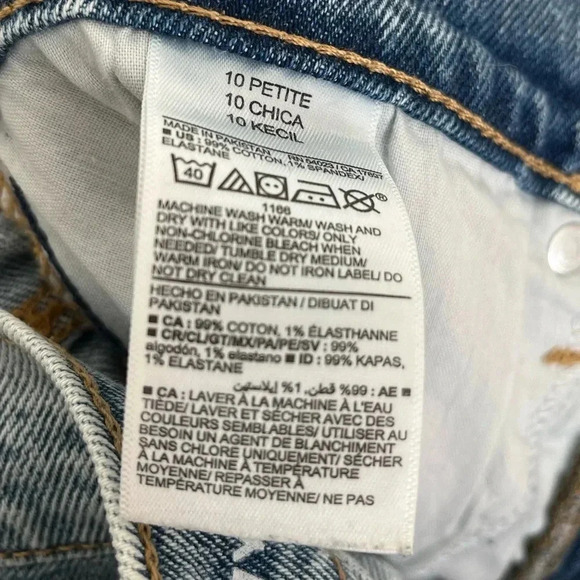 10 PETITE
10 CHICA
10 KECIL
MADE IN PAKISTAN RN 54023 / CA 17897
■ US : 99% COTTON, 1% SPANDEX/
ELASTANE
40
®
1166
MACHINE WASH WARM/ WASH AND
DRY WITH LIKE COLORS/ ONLY
NON-CHLORINE BLEACH WHEN
NEEDED/ TUMBLE DRY MEDIUM/
WARM IRON/ DO NOT IRON LABEL/ DO
NOT DRY CLEAN
HECHO EN PAKISTAN / DIBUAT DI
PAKISTAN
■ CA : 99% COTON, 1% ÉLASTHANNE
■ CR/CL/GT/MX/PA/PE/SV : 99%
algodón, 1% elastano ■ ID : 99% KAPAS,
1% ELASTANE
■ AE : 99% قطن, 1% إيلاستين
■ CA : LAVER À LA MACHINE À L'EAU
TIÈDE/ LAVER ET SÉCHER AVEC DES
COULEURS SEMBLABLES/ UTILISER AU
BESOIN UN AGENT DE BLANCHIMENT
SANS CHLORE UNIQUEMENT/ SÉCHER
À LA MACHINE À TEMPÉRATURE
MOYENNE/ REPASSER À
TEMPÉRATURE MOYENNE/ NE PAS